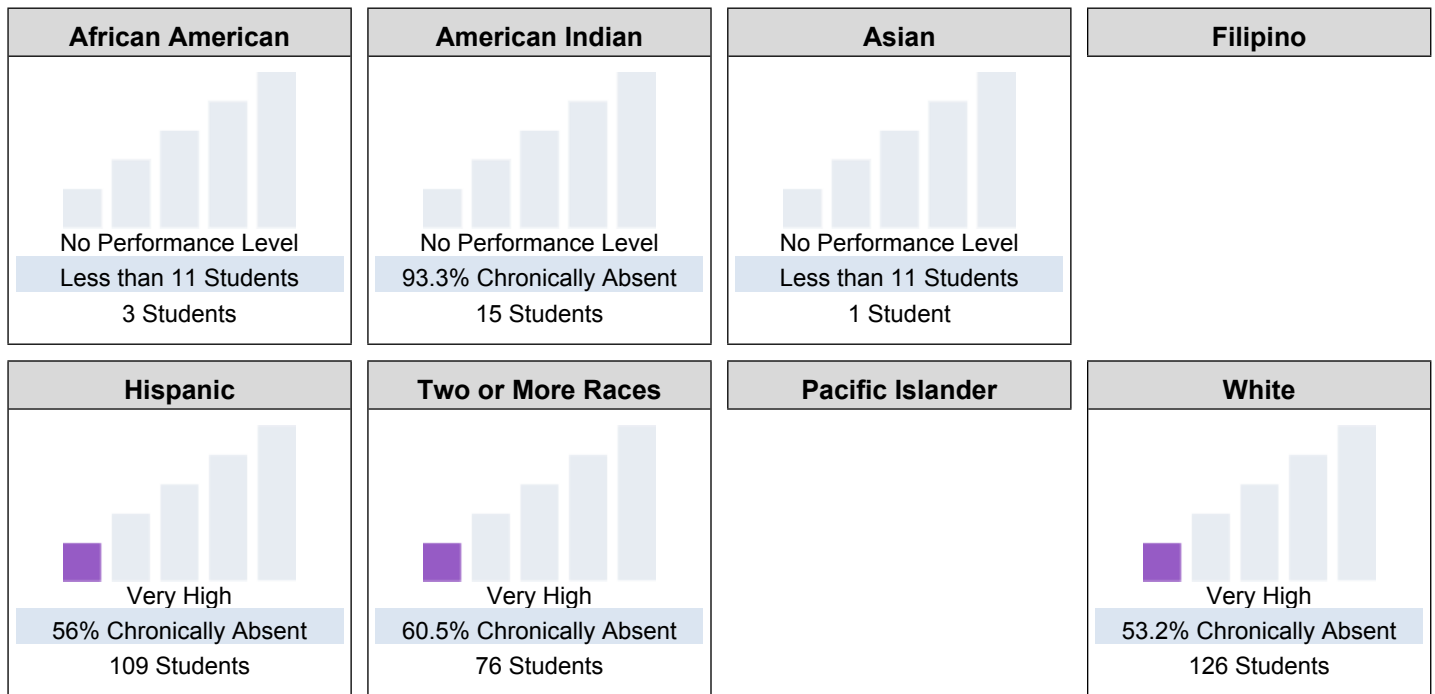 African American
No Performance Level
Less than 11 Students
3 Students
American Indian
No Performance Level
93.3% Chronically Absent
15 Students
Asian
No Performance Level
Less than 11 Students
1 Student
Filipino
Hispanic
Very High
56% Chronically Absent
109 Students
Two or More Races
Very High
60.5% Chronically Absent
76 Students
Pacific Islander
White
Very High
53.2% Chronically Absent
126 Students